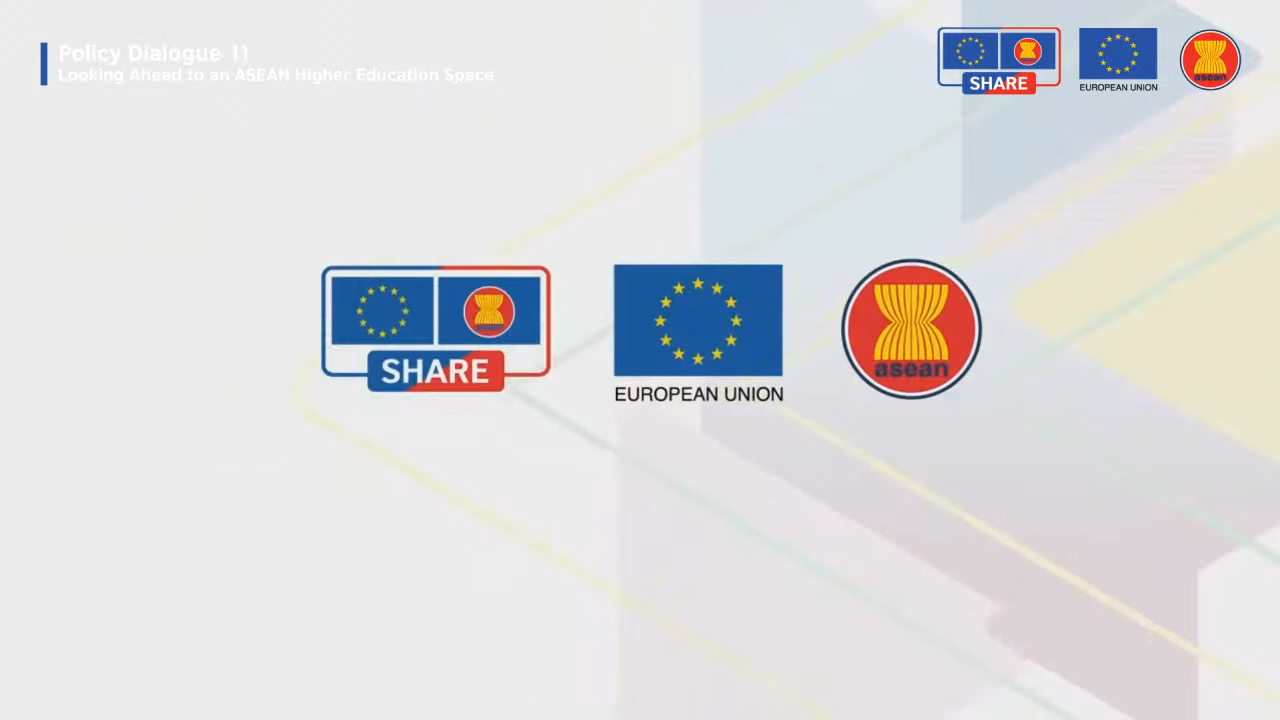 Policy Dialogue 11
Looking Ahead to an ASEAN Higher Education Space
SHARE
EUROPEAN UNION
asean
SHARE
EUROPEAN UNION
asean